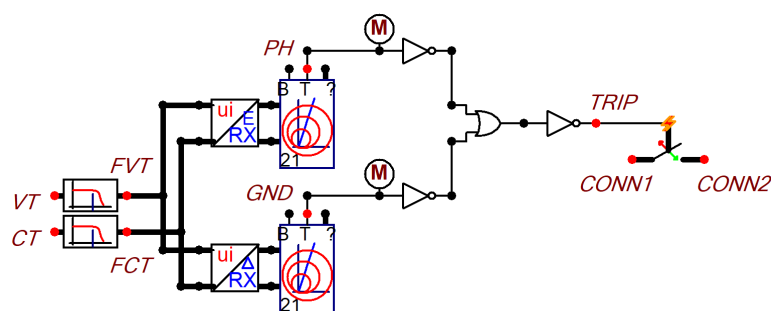 M
PH
B T ?
ui
E
RX
21
TRIP
FVT
VT
CONN1
CONN2
GND
M
CT
B T ?
FCT
ui
Δ
RX
21